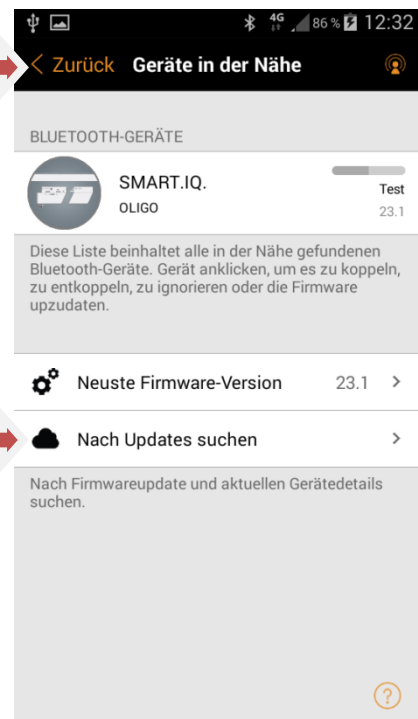 4G 86 % 12:32
< Zurück Geräte in der Nähe
BLUETOOTH-GERÄTE
SMART.IQ.
OLIGO
Test
23.1
Diese Liste beinhaltet alle in der Nähe gefundenen
Bluetooth-Geräte. Gerät anklicken, um es zu koppeln,
zu entkoppeln, zu ignorieren oder die Firmware
upzudaten.
Neuste Firmware-Version 23.1 >
Nach Updates suchen >
Nach Firmwareupdate und aktuellen Gerätedetails
suchen.
?